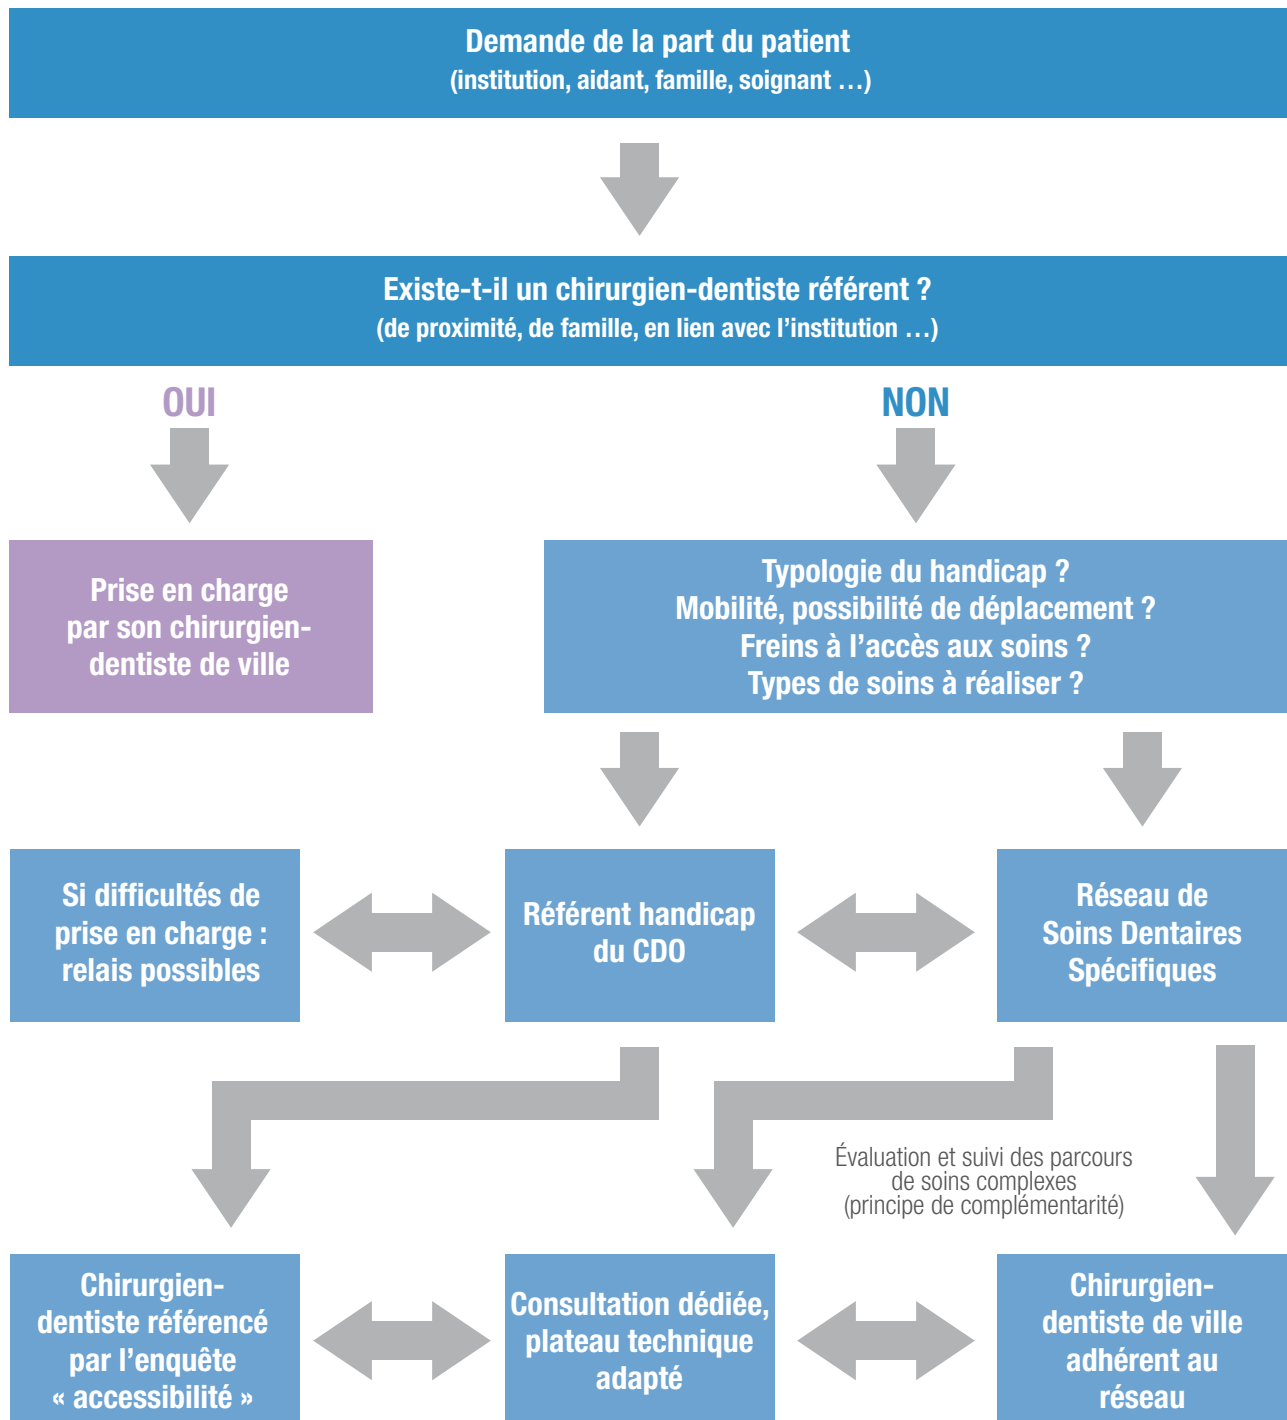 Demande de la part du patient
(institution, aidant, famille, soignant …)
Existe-t-il un chirurgien-dentiste référent ?
(de proximité, de famille, en lien avec l’institution …)
OUI
NON
Prise en charge
par son chirurgien-
dentiste de ville
Typologie du handicap ?
Mobilité, possibilité de déplacement ?
Freins à l’accès aux soins ?
Types de soins à réaliser ?
Si difficultés de
prise en charge :
relais possibles
Référent handicap
du CDO
Réseau de
Soins Dentaires
Spécifiques
Évaluation et suivi des parcours
de soins complexes
(principe de complémentarité)
Chirurgien-
dentiste référencé
par l’enquête
« accessibilité »
Consultation dédiée,
plateau technique
adapté
Chirurgien-
dentiste de ville
adhérent au
réseau